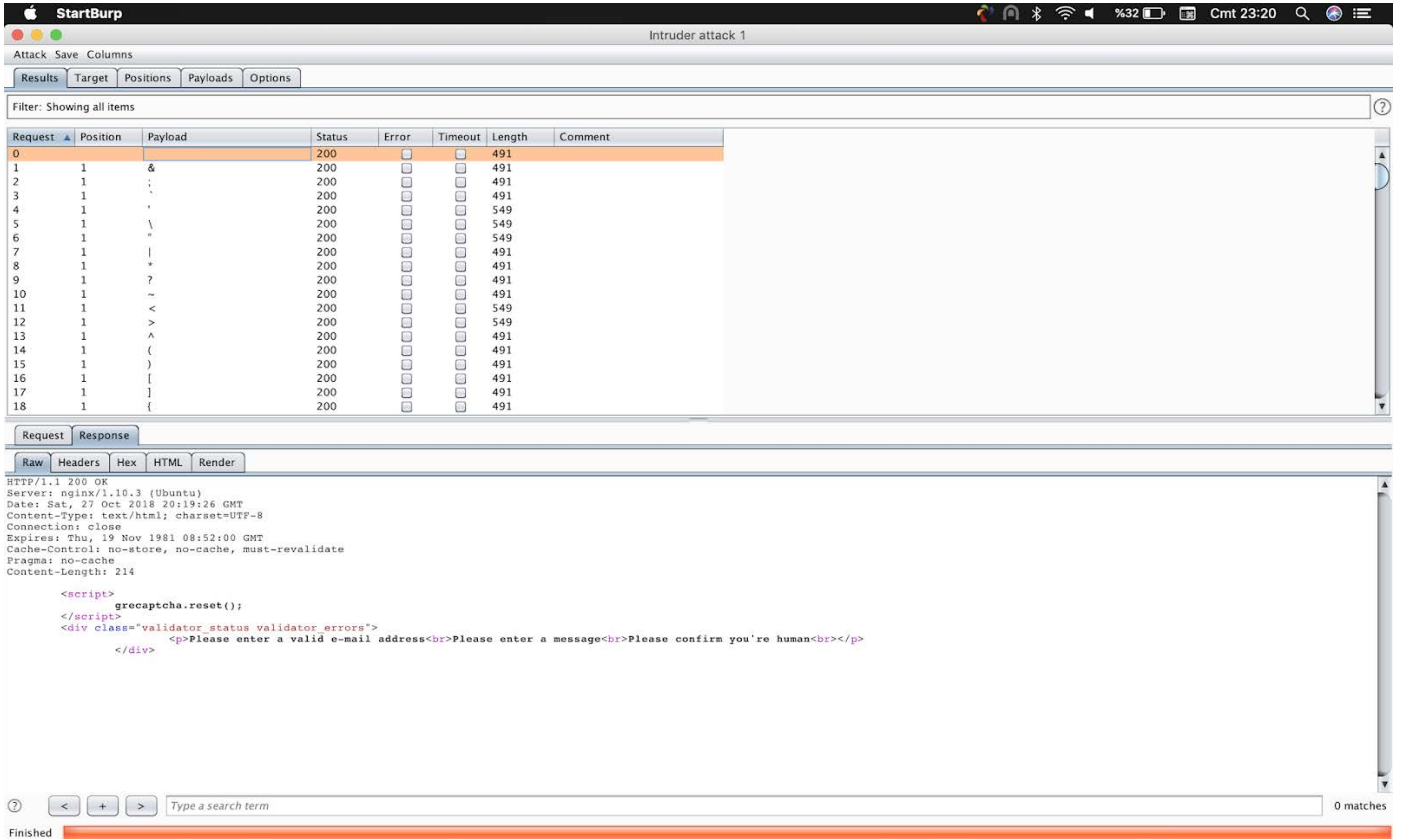 StartBurp %32 Cmt 23:20
Intruder attack 1
Attack Save Columns
Results Target Positions Payloads Options
Filter: Showing all items ?
Request Position Payload Status Error Timeout Length Comment
0 200 491
1 1 & 200 491
2 1 ; 200 491
3 1 ` 200 491
4 1 ' 200 549
5 1 \ 200 549
6 1 " 200 549
7 1 | 200 491
8 1 * 200 491
9 1 ? 200 491
10 1 ~ 200 491
11 1 < 200 549
12 1 > 200 549
13 1 ^ 200 491
14 1 ( 200 491
15 1 ) 200 491
16 1 [ 200 491
17 1 ] 200 491
18 1 { 200 491
Request Response
Raw Headers Hex HTML Render
HTTP/1.1 200 OK
Server: nginx/1.10.3 (Ubuntu)
Date: Sat, 27 Oct 2018 20:19:26 GMT
Content-Type: text/html; charset=UTF-8
Connection: close
Expires: Thu, 19 Nov 1981 08:52:00 GMT
Cache-Control: no-store, no-cache, must-revalidate
Pragma: no-cache
Content-Length: 214
<script>
grecaptcha.reset();
</script>
<div class="validator_status validator_errors">
<p>Please enter a valid e-mail address<br>Please enter a message<br>Please confirm you're human<br></p>
</div>
? < + > Type a search term 0 matches
Finished